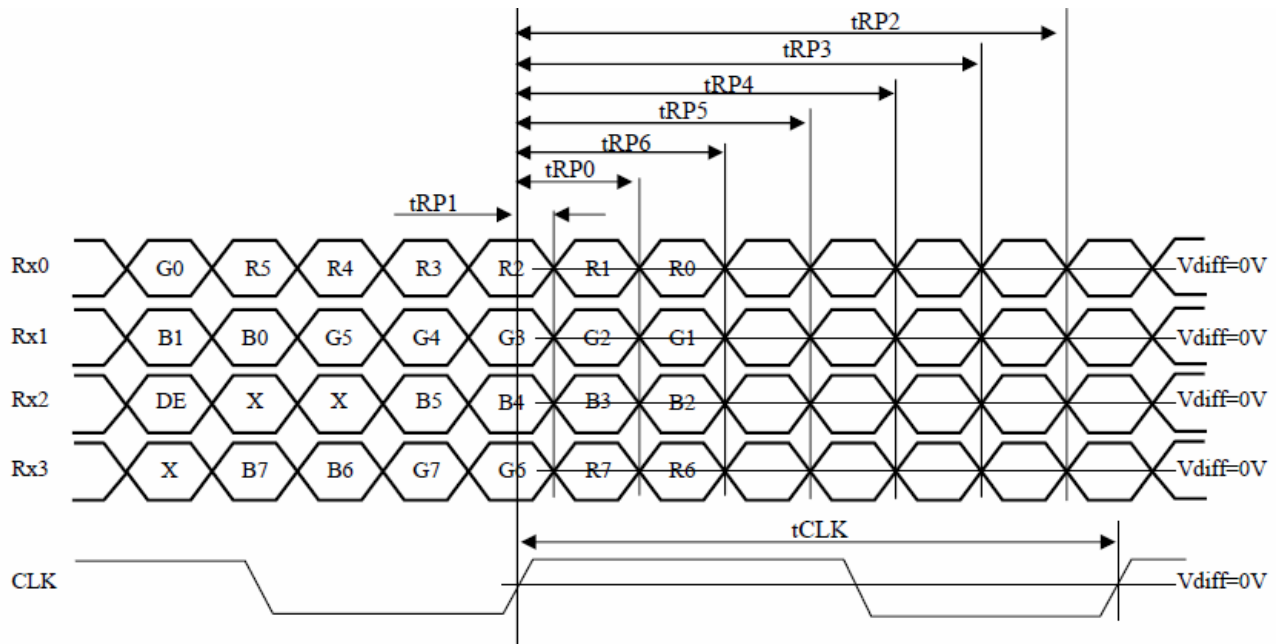 tRP2
tRP3
tRP4
tRP5
tRP6
tRP0
tRP1
Rx0 G0 R5 R4 R3 R2 R1 R0 Vdiff=0V
Rx1 B1 B0 G5 G4 G3 G2 G1 Vdiff=0V
Rx2 DE X X B5 B4 B3 B2 Vdiff=0V
Rx3 X B7 B6 G7 G6 R7 R6 Vdiff=0V
tCLK
CLK Vdiff=0V